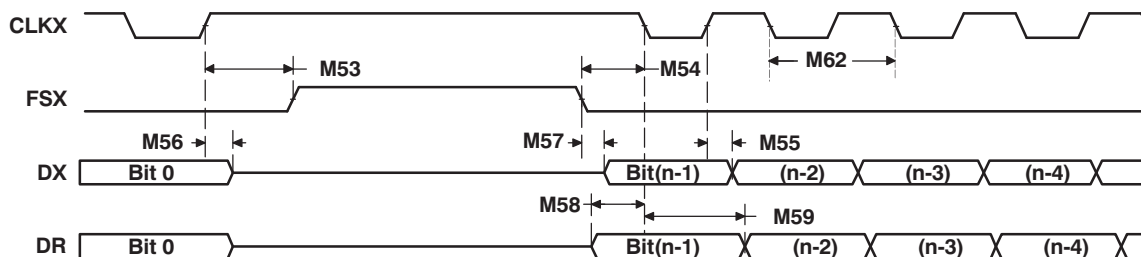 CLKX
M53 M54 M62
FSX
M56 M57 M55
DX Bit 0 Bit(n-1) (n-2) (n-3) (n-4)
M58 M59
DR Bit 0 Bit(n-1) (n-2) (n-3) (n-4)